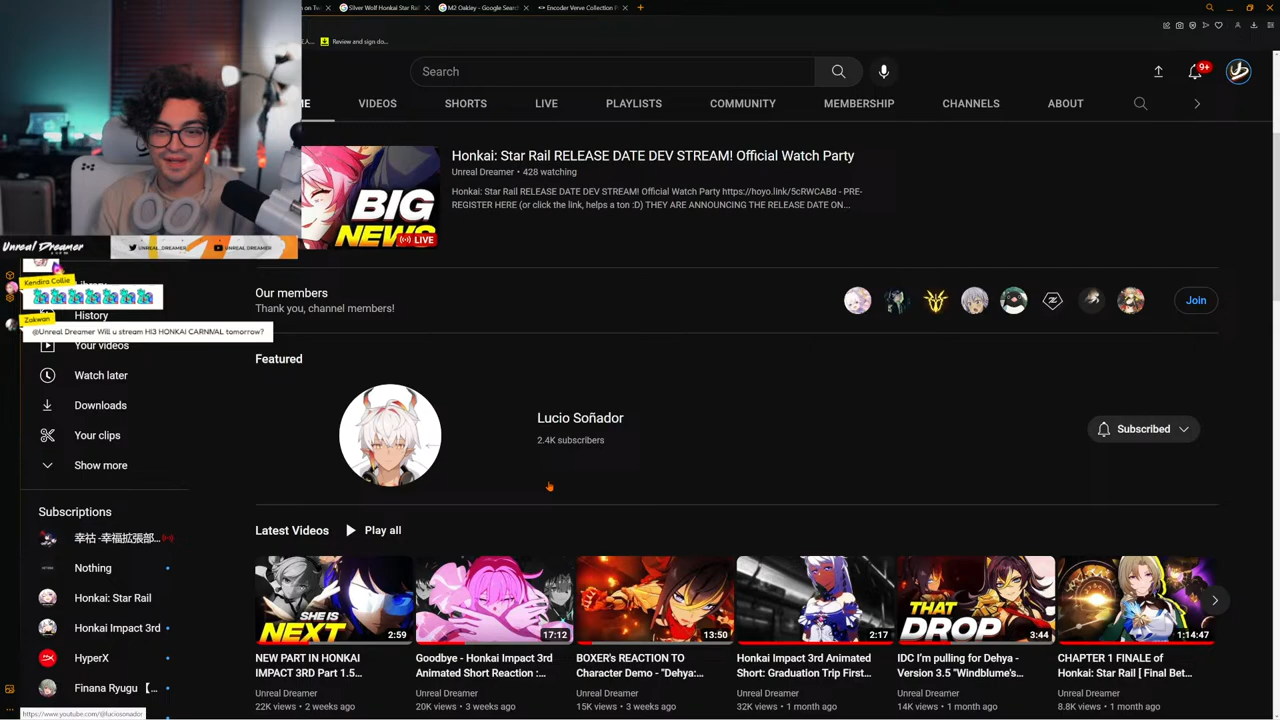 on Tw
Silver Wolf Honkai Star Rail
M2 Oakley - Google Search
Encoder Verve Collection F
Review and sign do...
Search
9+
ME
VIDEOS
SHORTS
LIVE
PLAYLISTS
COMMUNITY
MEMBERSHIP
CHANNELS
ABOUT
BIG
NEWS
LIVE
Honkai: Star Rail RELEASE DATE DEV STREAM! Official Watch Party
Unreal Dreamer • 428 watching
Honkai: Star Rail RELEASE DATE DEV STREAM! Official Watch Party https://hoyo.link/5cRWCABd - PRE-
REGISTER HERE (or click the link, helps a ton :D) THEY ARE ANNOUNCING THE RELEASE DATE ON...
Unreal Dreamer
UNREAL_DREAMER
UNREAL DREAMER
Kendira Collie
Library
History
Zokwan
@Unreal Dreamer Will u stream HI3 HONKAI CARNIVAL tomorrow?
Your videos
Watch later
Downloads
Your clips
Show more
Our members
Thank you, channel members!
Join
Featured
Lucio Soñador
2.4K subscribers
Subscribed
Subscriptions
幸祜 -幸福拡張部...
Nothing
Honkai: Star Rail
Honkai Impact 3rd
HyperX
Finana Ryugu 【...
Latest Videos
Play all
SHE IS
NEXT
2:59
NEW PART IN HONKAI
IMPACT 3RD Part 1.5...
Unreal Dreamer
22K views • 2 weeks ago
17:12
Goodbye - Honkai Impact 3rd
Animated Short Reaction :...
Unreal Dreamer
20K views • 3 weeks ago
13:50
BOXER's REACTION TO
Character Demo - "Dehya:...
Unreal Dreamer
15K views • 3 weeks ago
2:17
Honkai Impact 3rd Animated
Short: Graduation Trip First...
Unreal Dreamer
32K views • 1 month ago
THAT
DROP
3:44
IDC I'm pulling for Dehya -
Version 3.5 "Windblume's...
Unreal Dreamer
14K views • 1 month ago
1:14:47
CHAPTER 1 FINALE of
Honkai: Star Rail [ Final Bet...
Unreal Dreamer
8.8K views • 1 month ago
https://www.youtube.com/@luciosonador